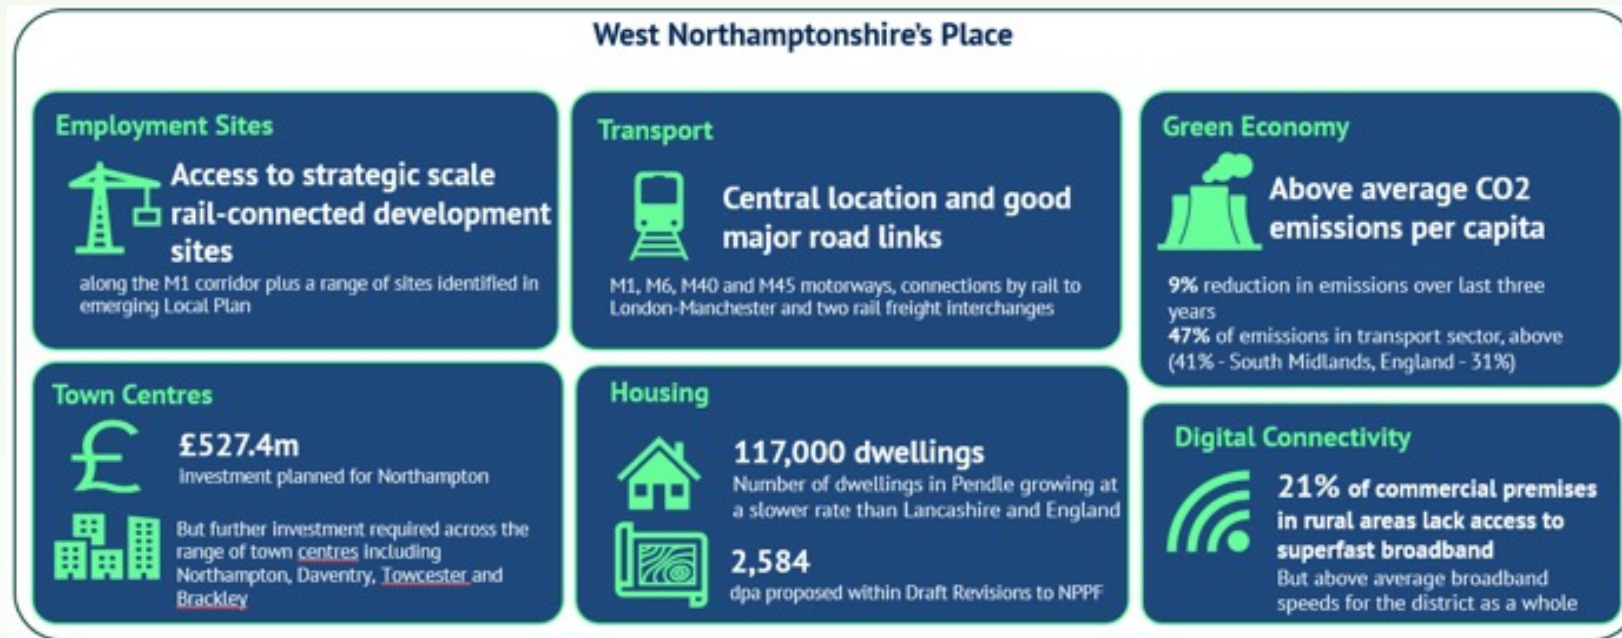 West Northamptonshire's Place
Employment Sites
Access to strategic scale
rail-connected development
sites
along the M1 corridor plus a range of sites identified in
emerging Local Plan
Transport
Central location and good
major road links
M1, M6, M40 and M45 motorways, connections by rail to
London-Manchester and two rail freight interchanges
Green Economy
Above average CO2
emissions per capita
9% reduction in emissions over last three
years
47% of emissions in transport sector, above
(41% - South Midlands, England - 31%)
Town Centres
£
£527.4m
Investment planned for Northampton
But further investment required across the
range of town centres including
Northampton, Daventry, Towcester and
Brackley
Housing
117,000 dwellings
Number of dwellings in Pendle growing at
a slower rate than Lancashire and England
2,584
dpa proposed within Draft Revisions to NPPF
Digital Connectivity
21% of commercial premises
in rural areas lack access to
superfast broadband
But above average broadband
speeds for the district as a whole